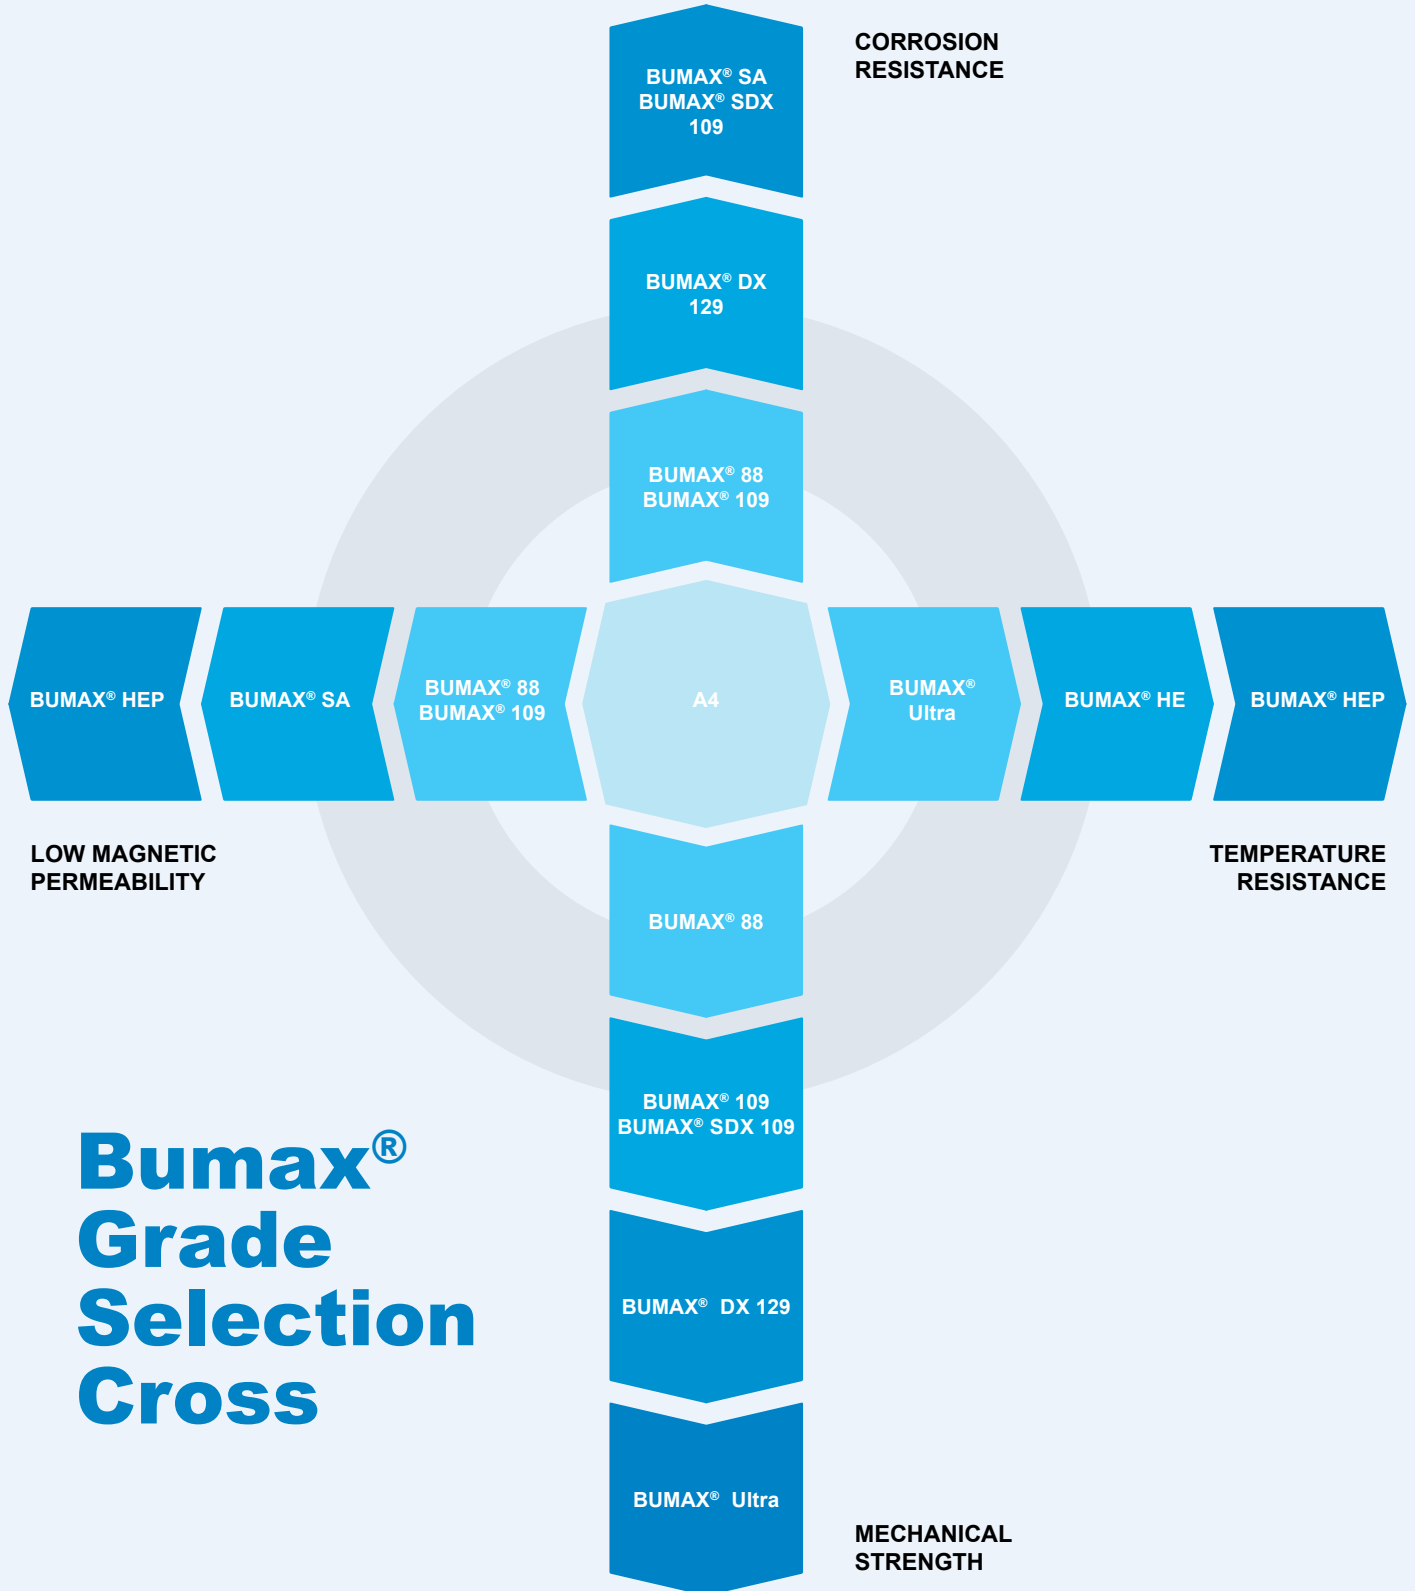 CORROSION
RESISTANCE
BUMAX® SA
BUMAX® SDX
109
BUMAX® DX
129
BUMAX® 88
BUMAX® 109
BUMAX® HEP
BUMAX® SA
BUMAX® 88
BUMAX® 109
A4
BUMAX®
Ultra
BUMAX® HE
BUMAX® HEP
LOW MAGNETIC
PERMEABILITY
TEMPERATURE
RESISTANCE
BUMAX® 88
BUMAX® 109
BUMAX® SDX 109
BUMAX® DX 129
BUMAX® Ultra
Bumax®
Grade
Selection
Cross
MECHANICAL
STRENGTH